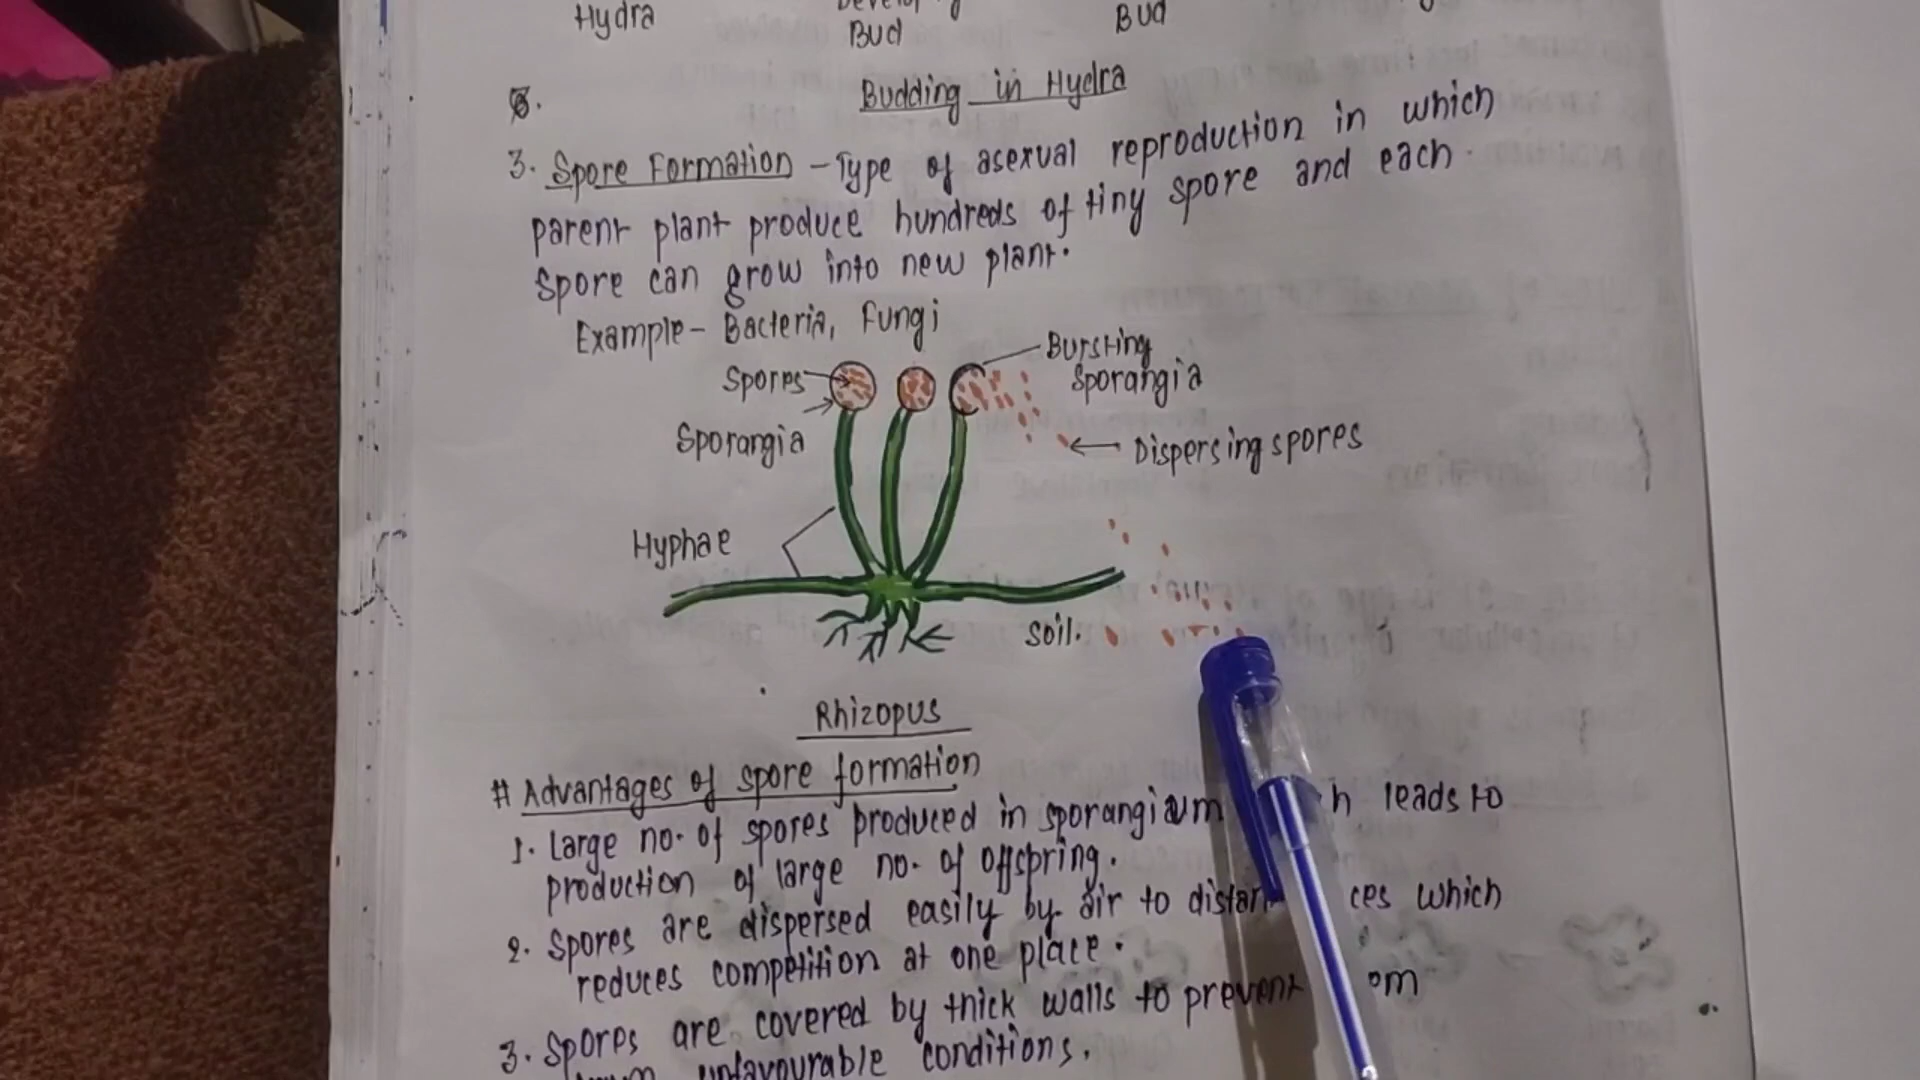 Hydra
Bud
Bud
Budding in Hydra
3. Spore Formation - Type of asexual reproduction in which
parent plant produce hundreds of tiny spore and each
spore can grow into new plant.
Example - Bacteria, Fungi
Bursting
Sporangia
Spores
Sporangia
Dispersing spores
Hyphae
Soil.
Rhizopus
# Advantages of spore formation
1. Large no. of spores produced in sporangium leads to
production of large no. of offspring.
2. Spores are dispersed easily by air to which
reduces competition at one place.
3. Spores are covered by thick walls to prevent
unfavourable conditions.